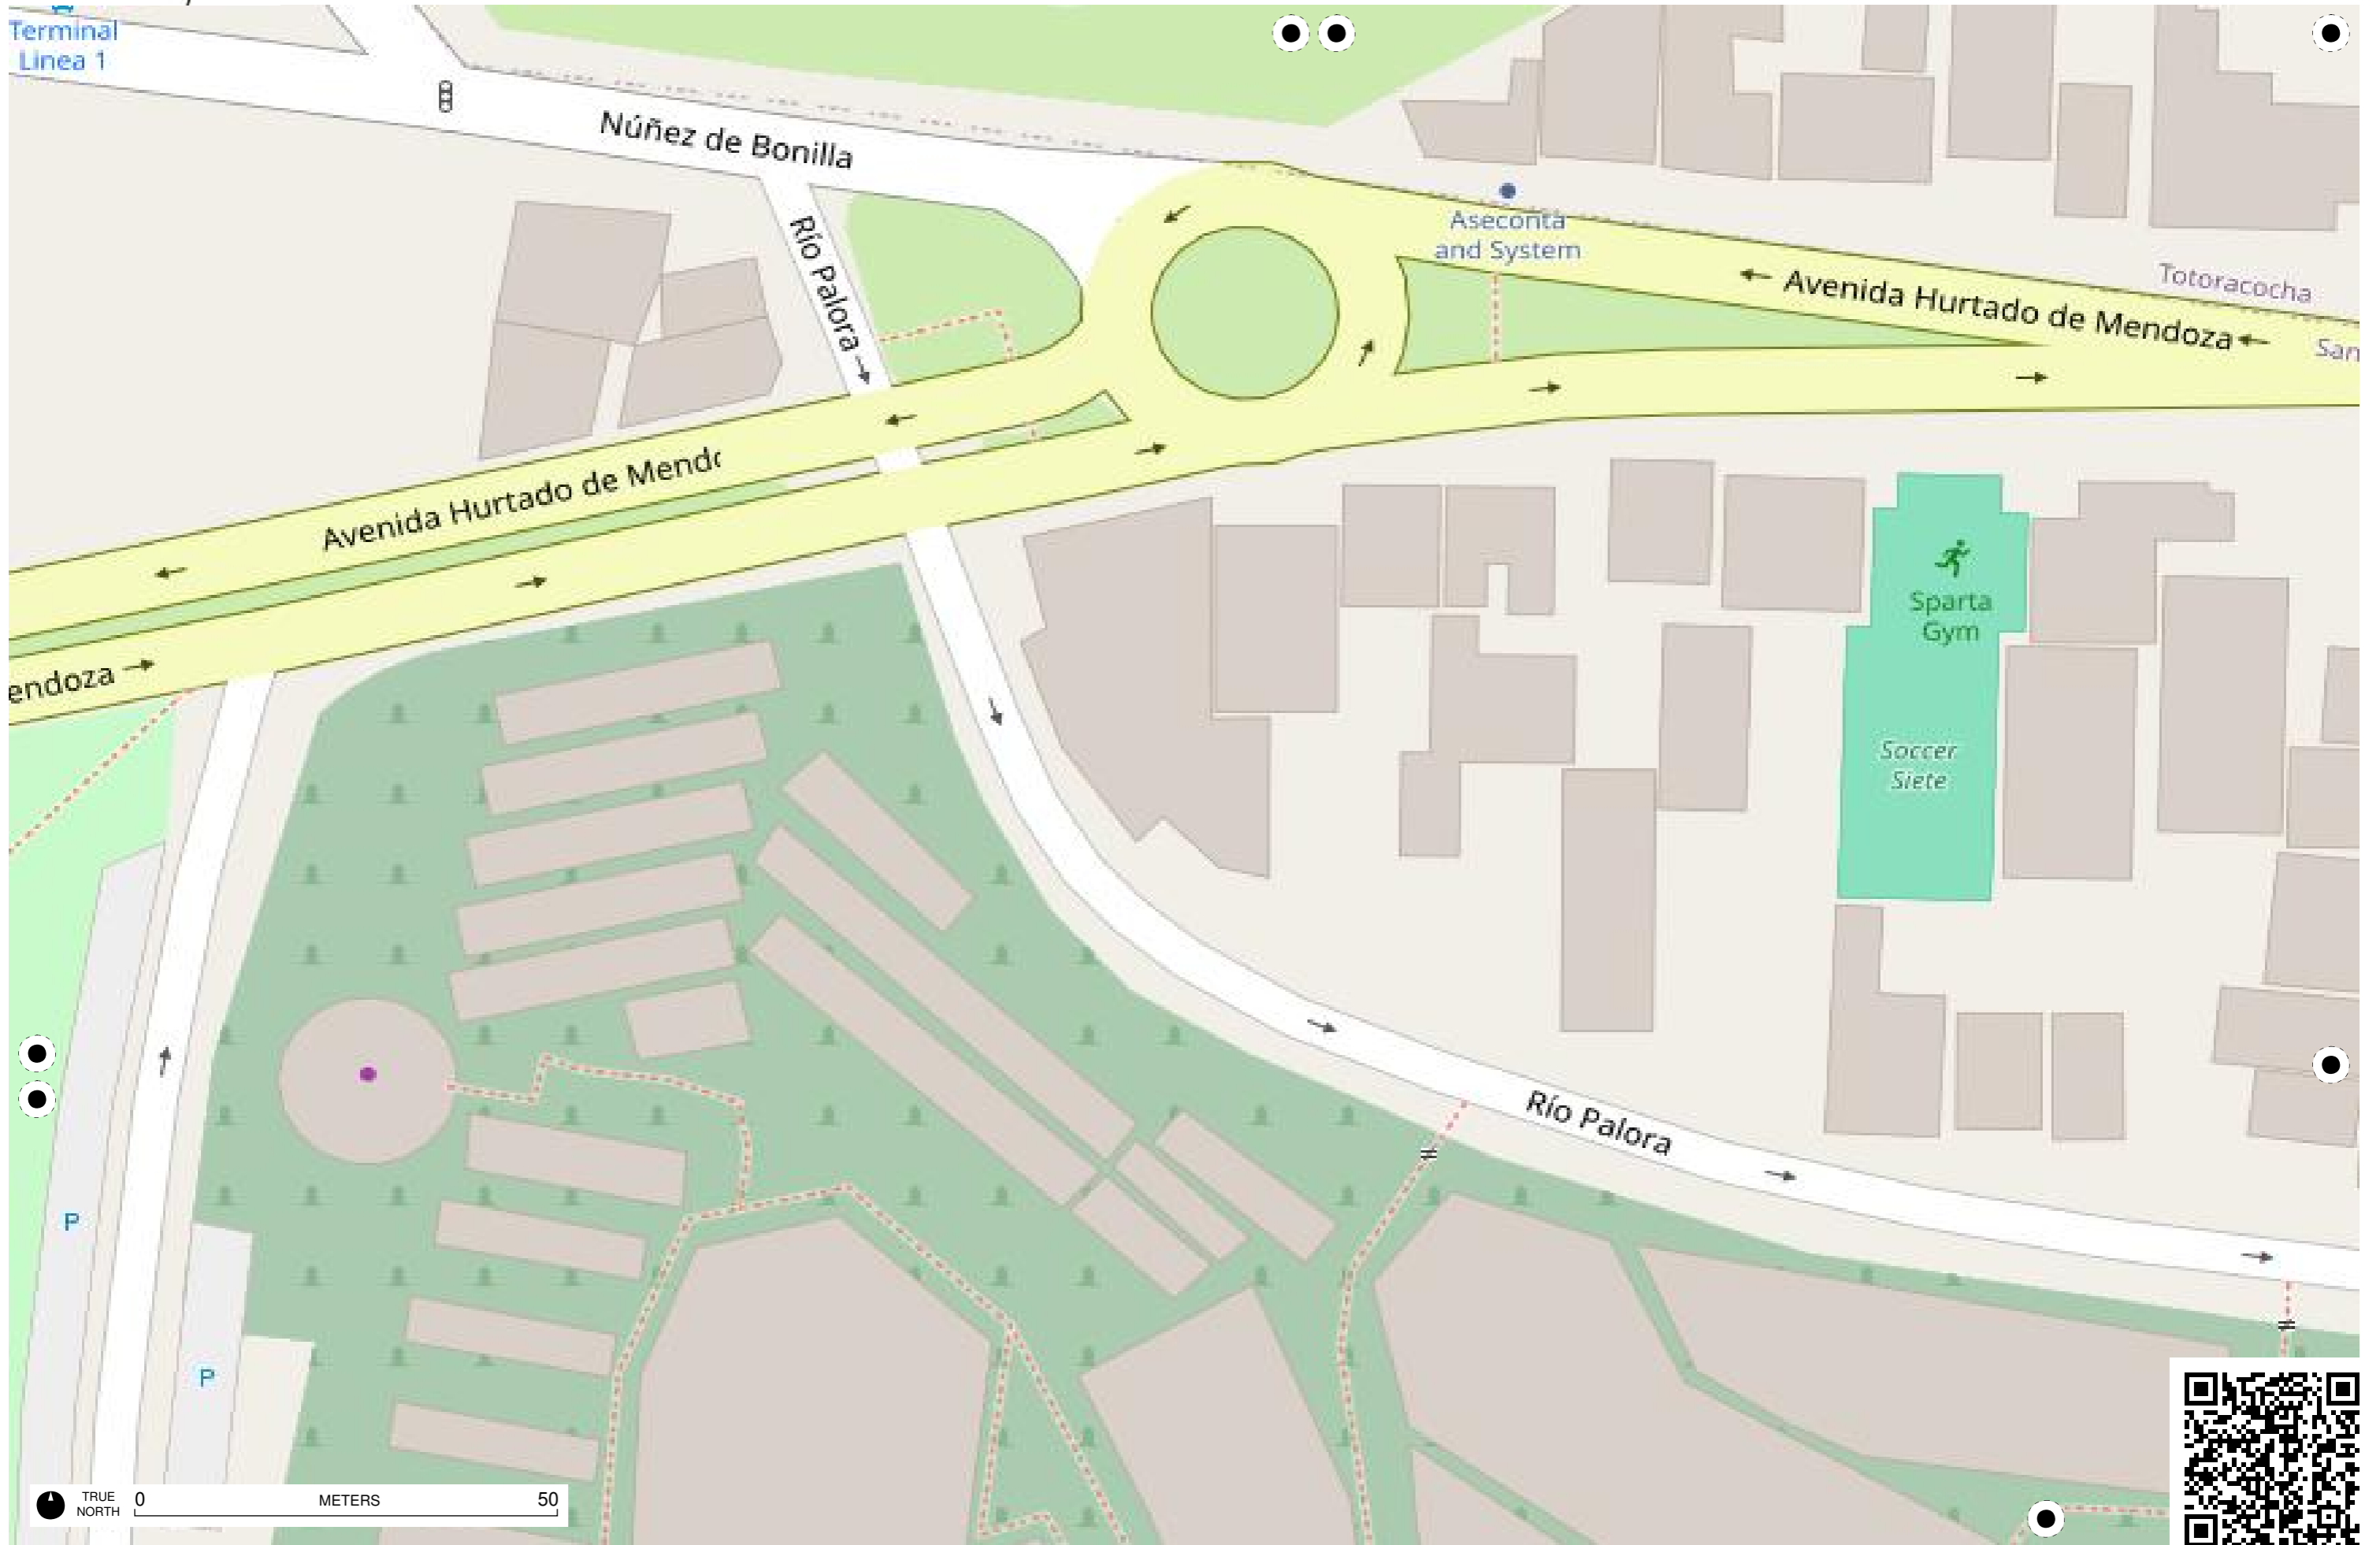 Terminal
Linea 1
Núñez de Bonilla
Río Palora
Aseconta
and System
Avenida Hurtado de Mendoza
Totoracocha
San
Avenida Hurtado de Mendo
endoza
Sparta
Gym
Soccer
Siete
Río Palora
P
P
TRUE
NORTH
0
METERS
50